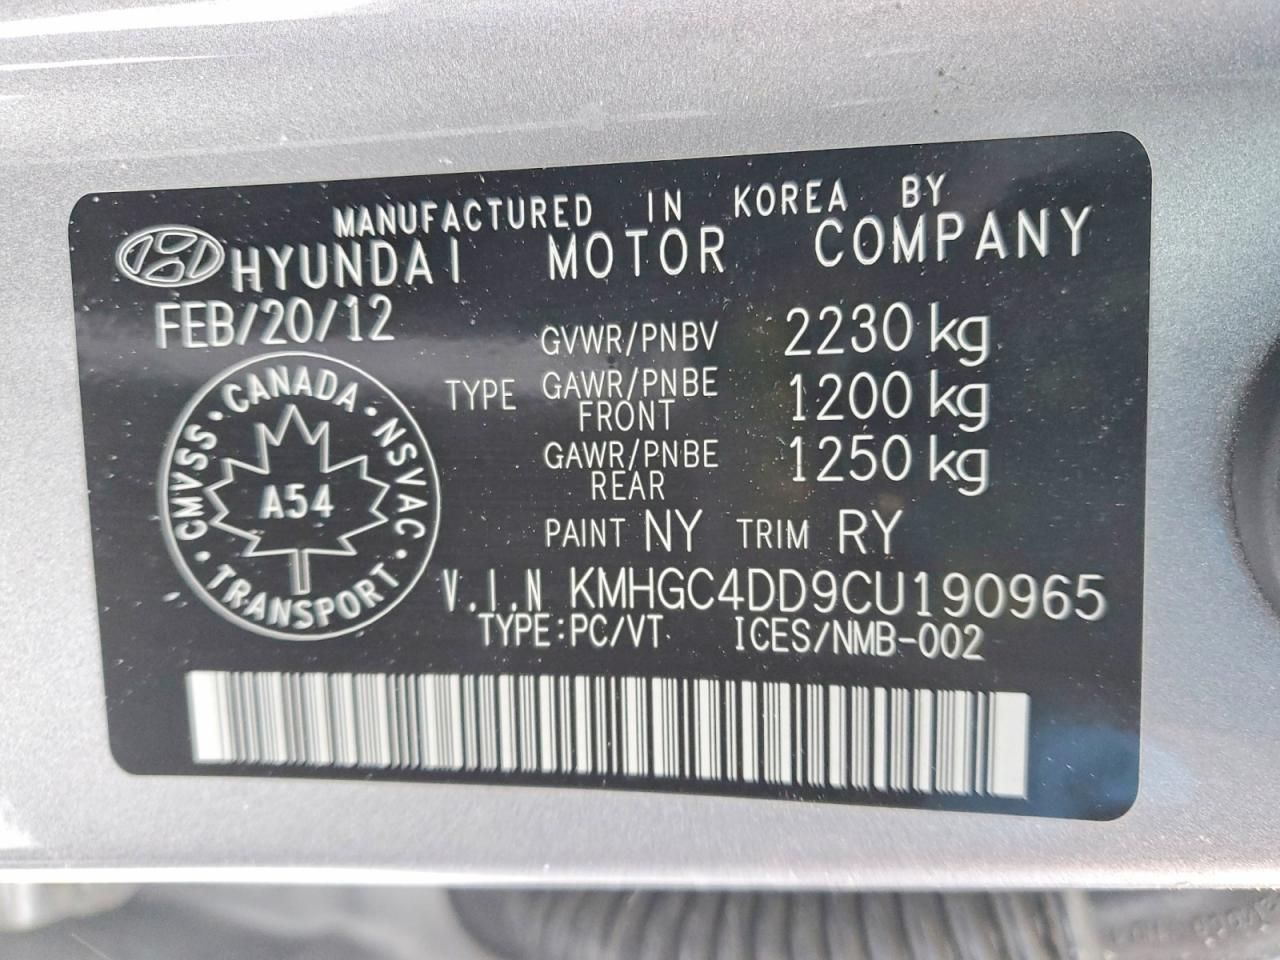 MANUFACTURED IN KOREA BY
HYUNDAI MOTOR COMPANY
FEB/20/12
GVWR/PNBV 2230 kg
TYPE GAWR/PNBE FRONT 1200 kg
GAWR/PNBE REAR 1250 kg
PAINT NY TRIM RY
V.I.N KMHGC4DD9CU190965
TYPE:PC/VT ICES/NMB-002
CANADA · NSVAC · TRANSPORT · CMVSS ·
A54